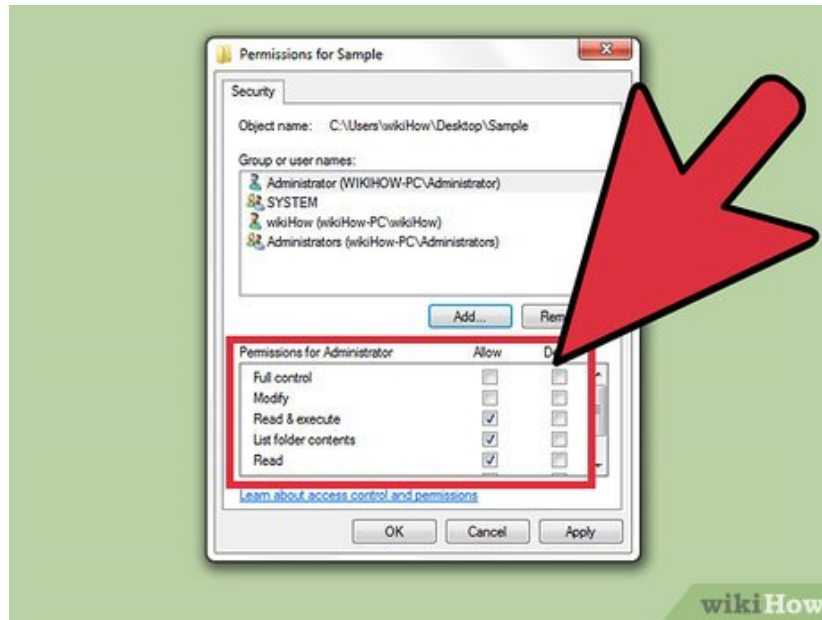 Permissions for Sample
Security
Object name: C:\Users\wikiHow\Desktop\Sample
Group or user names:
Administrator (WIKIHOW-PC\Administrator)
SYSTEM
wikiHow (wikiHow-PC\wikiHow)
Administrators (wikiHow-PC\Administrators)
Add...
Permissions for Administrator Allow
Full control
Modify
Read & execute
List folder contents
Read
Learn about access control and permissions
OK Cancel Apply
wikiHow